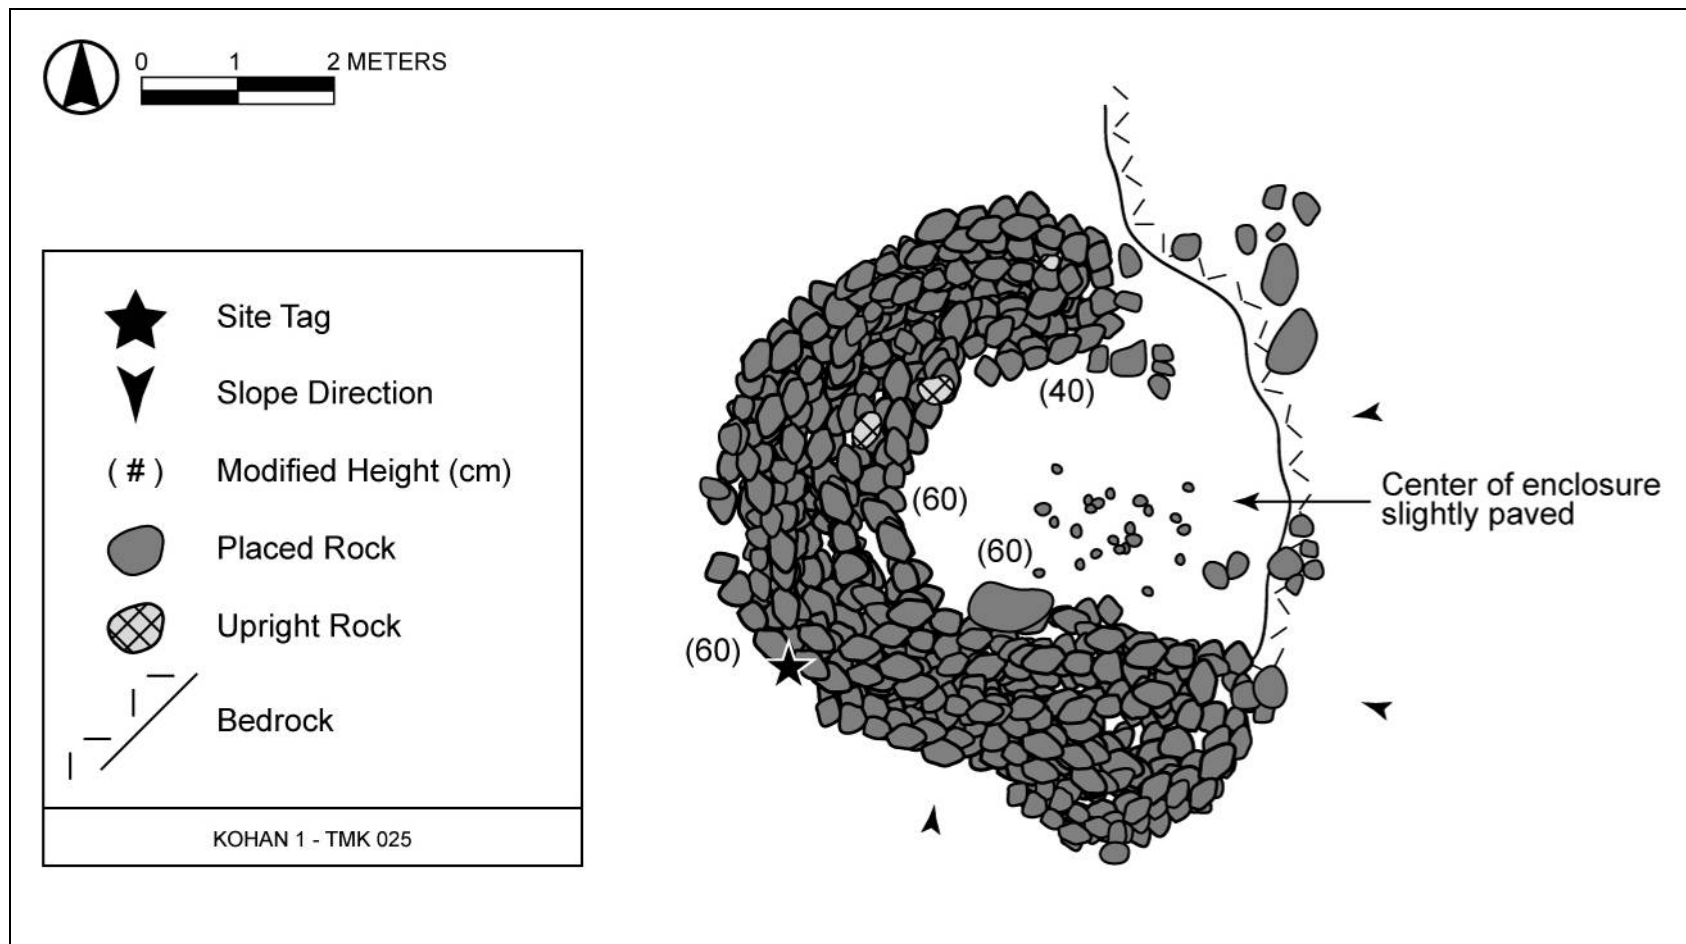 0 1 2 METERS
Site Tag
Slope Direction
( # ) Modified Height (cm)
Placed Rock
Upright Rock
Bedrock
KOHAN 1 - TMK 025
(40)
(60)
Center of enclosure
slightly paved
(60)
(60)